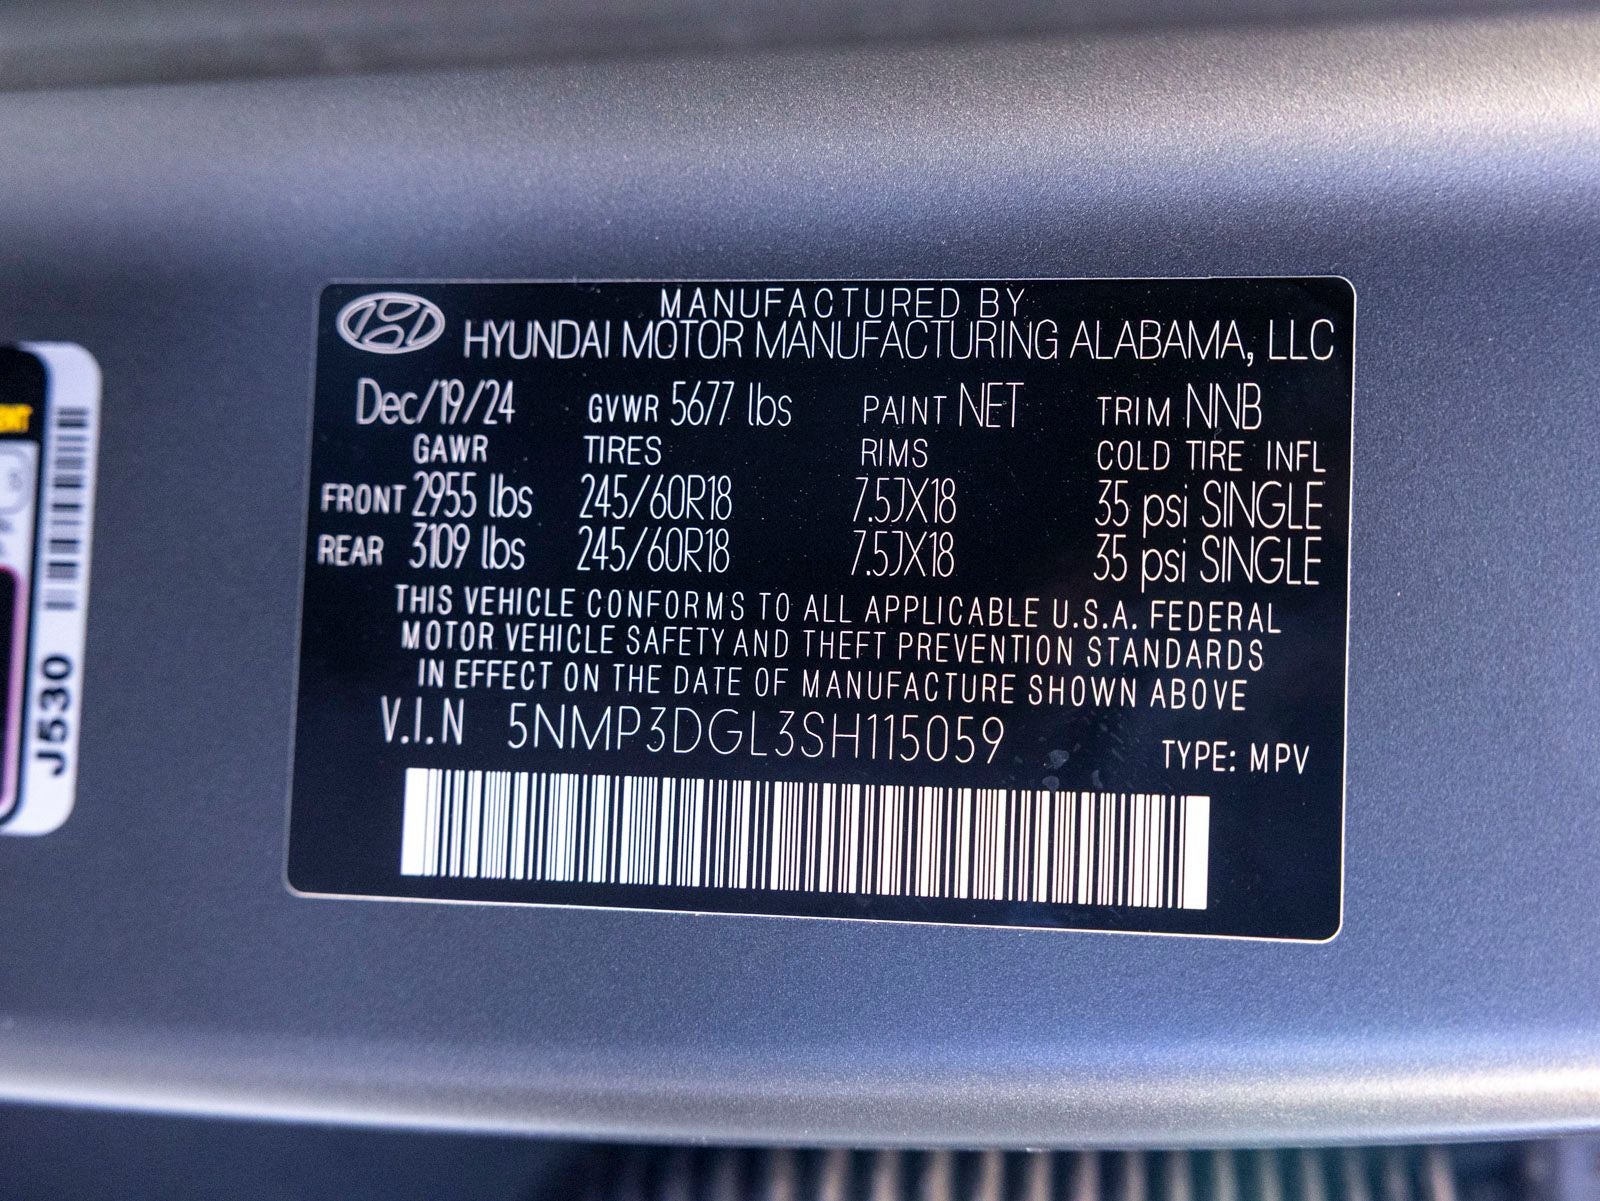 MANUFACTURED BY
HYUNDAI MOTOR MANUFACTURING ALABAMA, LLC
Dec/19/24 GVWR 5677 lbs PAINT NET TRIM NNB
GAWR TIRES RIMS COLD TIRE INFL
FRONT 2955 lbs 245/60R18 7.5JX18 35 psi SINGLE
REAR 3109 lbs 245/60R18 7.5JX18 35 psi SINGLE
THIS VEHICLE CONFORMS TO ALL APPLICABLE U.S.A. FEDERAL
MOTOR VEHICLE SAFETY AND THEFT PREVENTION STANDARDS
IN EFFECT ON THE DATE OF MANUFACTURE SHOWN ABOVE
V.I.N 5NMP3DGL3SH115059 TYPE: MPV
J530